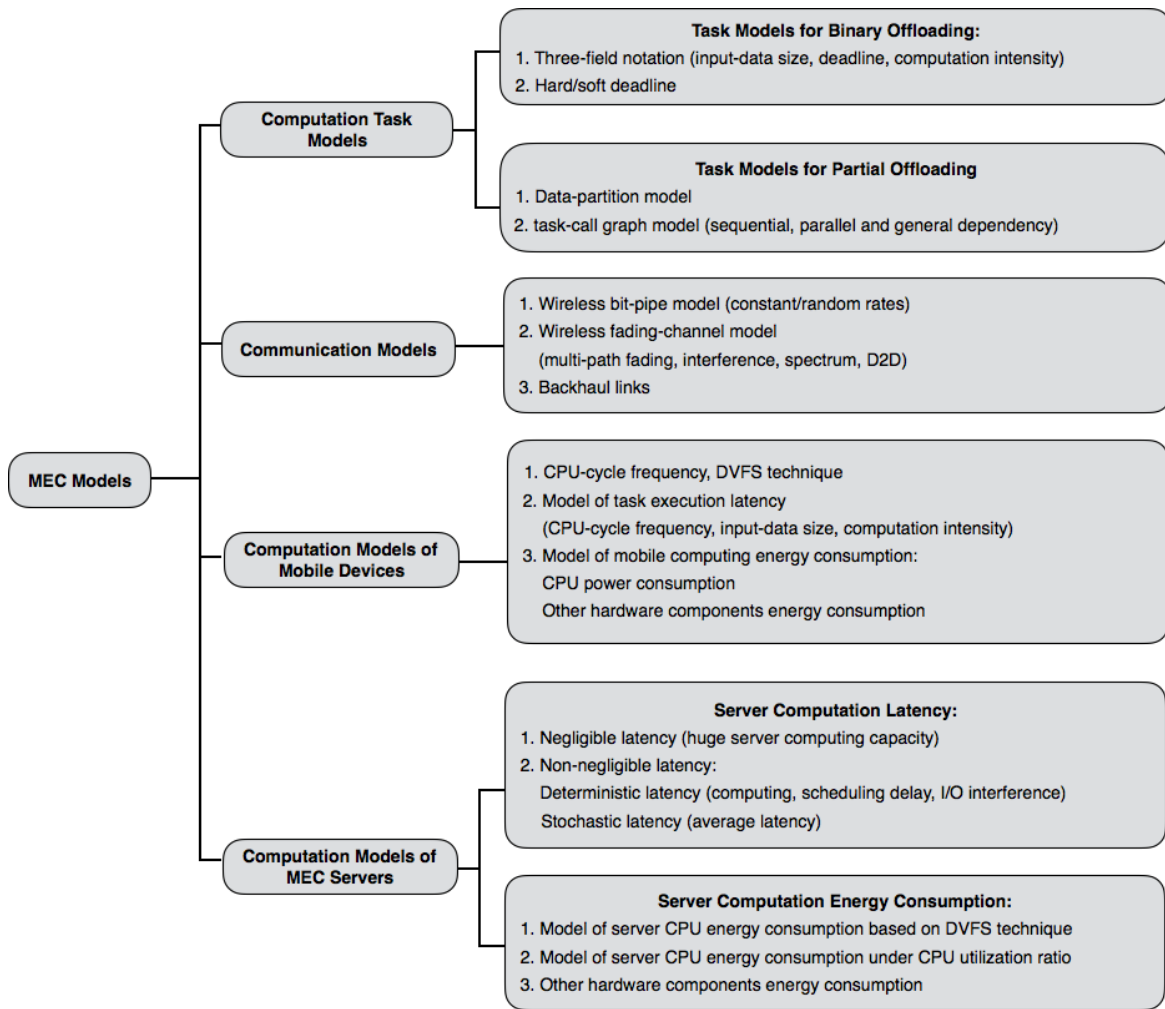 MEC Models
Computation Task
Models
Task Models for Binary Offloading:
1. Three-field notation (input-data size, deadline, computation intensity)
2. Hard/soft deadline
Task Models for Partial Offloading
1. Data-partition model
2. task-call graph model (sequential, parallel and general dependency)
Communication Models
1. Wireless bit-pipe model (constant/random rates)
2. Wireless fading-channel model
(multi-path fading, interference, spectrum, D2D)
3. Backhaul links
Computation Models of
Mobile Devices
1. CPU-cycle frequency, DVFS technique
2. Model of task execution latency
(CPU-cycle frequency, input-data size, computation intensity)
3. Model of mobile computing energy consumption:
CPU power consumption
Other hardware components energy consumption
Computation Models of
MEC Servers
Server Computation Latency:
1. Negligible latency (huge server computing capacity)
2. Non-negligible latency:
Deterministic latency (computing, scheduling delay, I/O interference)
Stochastic latency (average latency)
Server Computation Energy Consumption:
1. Model of server CPU energy consumption based on DVFS technique
2. Model of server CPU energy consumption under CPU utilization ratio
3. Other hardware components energy consumption